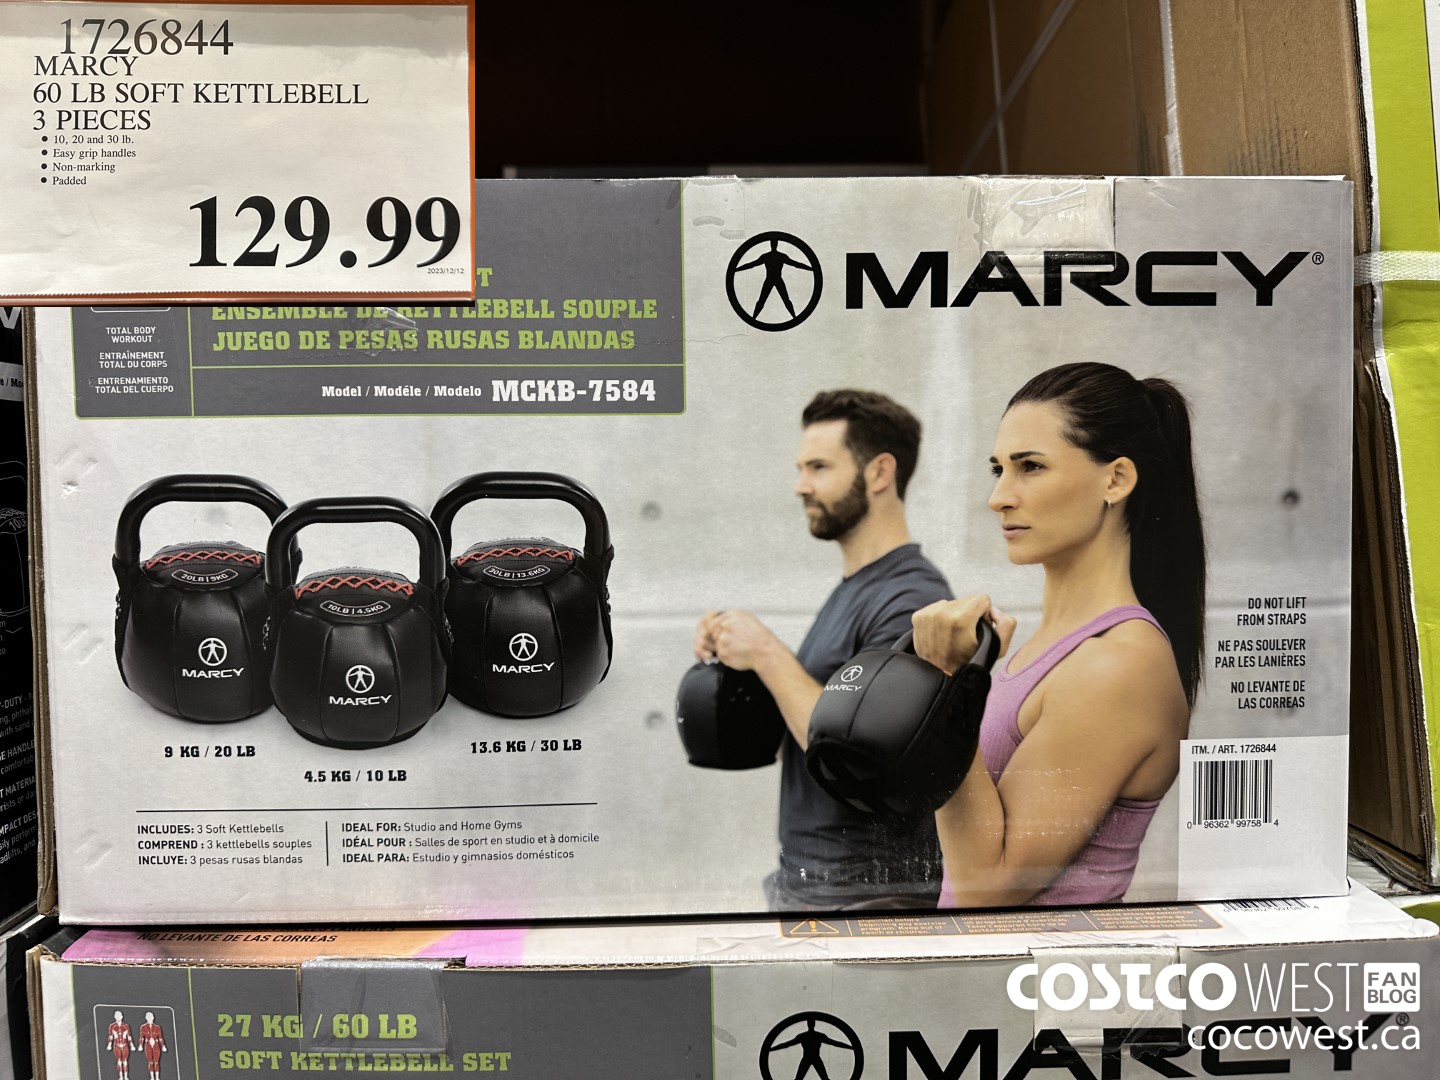 1726844
MARCY
60 LB SOFT KETTLEBELL
3 PIECES
• 10, 20 and 30 lb.
• Easy grip handles
• Non-marking
• Padded
129.99
2023/12/12
ENSEMBLE DE KETTLEBELL SOUPLE
JUEGO DE PESAS RUSAS BLANDAS
Model / Modéle / Modelo MCKB-7584
TOTAL BODY
WORKOUT
ENTRAÎNEMENT
TOTAL DU CORPS
ENTRENAMIENTO
TOTAL DEL CUERPO
MARCY®
20LB | 9KG
MARCY
10LB | 4.5KG
MARCY
30LB | 13.6KG
MARCY
9 KG / 20 LB
4.5 KG / 10 LB
13.6 KG / 30 LB
INCLUDES: 3 Soft Kettlebells
COMPREND : 3 kettlebells souples
INCLUYE: 3 pesas rusas blandas
IDEAL FOR: Studio and Home Gyms
IDÉAL POUR : Salles de sport en studio et à domicile
IDEAL PARA: Estudio y gimnasios domésticos
MARCY
DO NOT LIFT
FROM STRAPS
NE PAS SOULEVER
PAR LES LANIÈRES
NO LEVANTE DE
LAS CORREAS
ITM. / ART. 1726844
0 96362 99758 4
NO LEVANTE DE LAS CORREAS
27 KG / 60 LB
SOFT KETTLEBELL SET
MARCY®
COSTCO WEST FAN BLOG
cocowest.ca